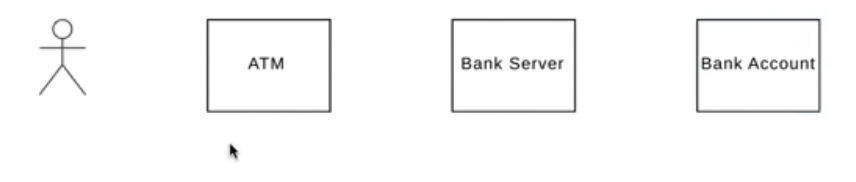 ATM
Bank Server
Bank Account